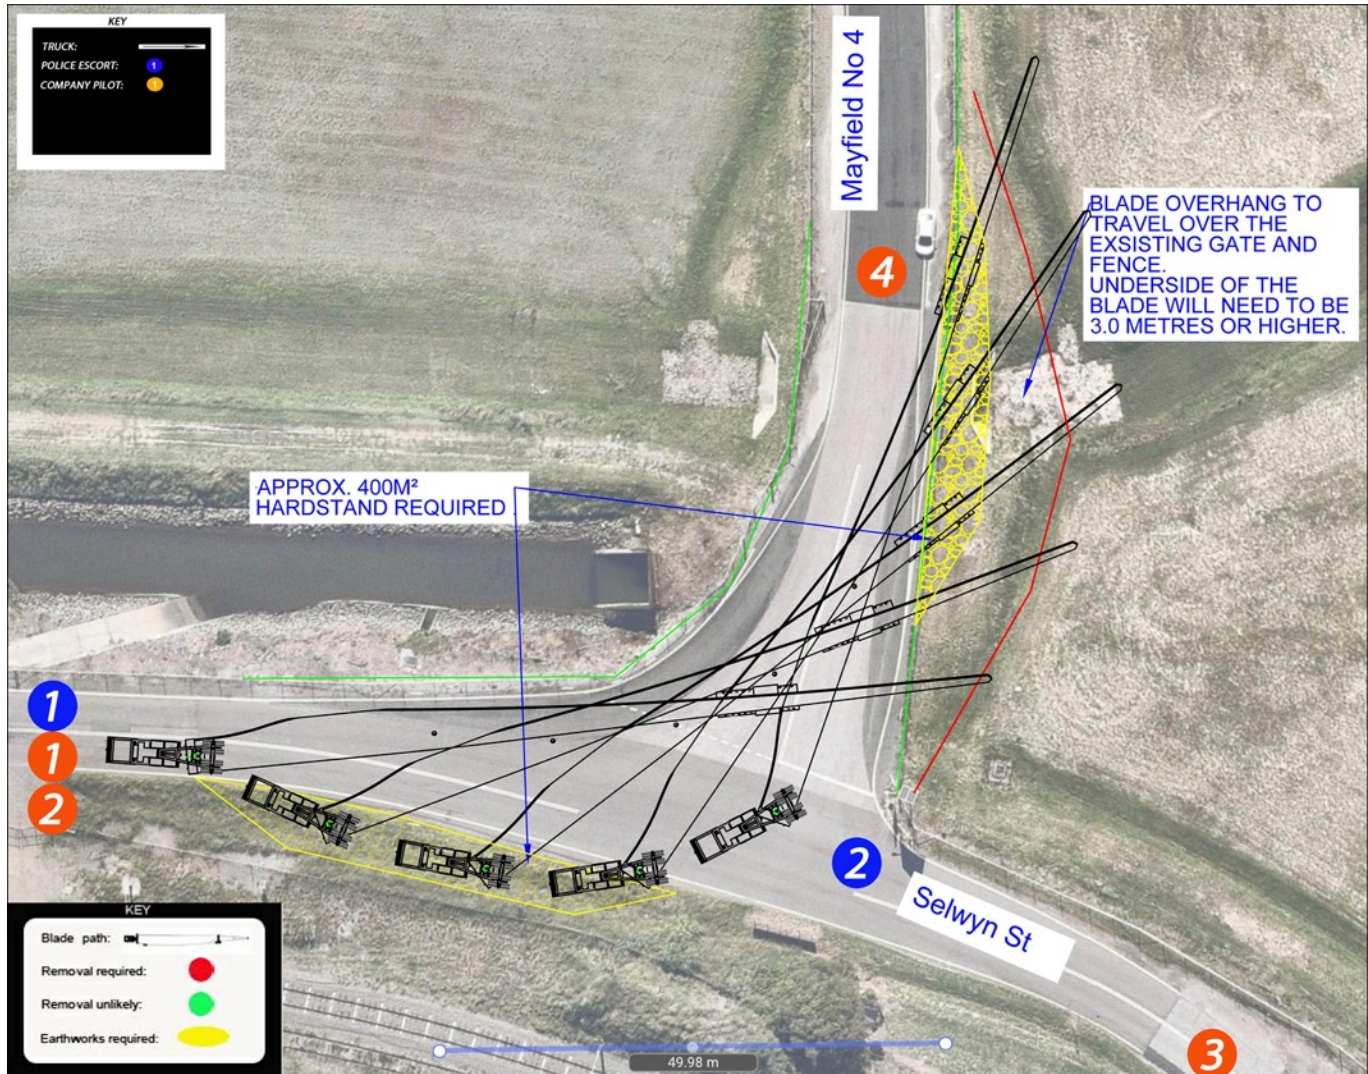 KEY
TRUCK:
POLICE ESCORT: 1
COMPANY PILOT:
Mayfield No 4
4
BLADE OVERHANG TO
TRAVEL OVER THE
EXSISTING GATE AND
FENCE.
UNDERSIDE OF THE
BLADE WILL NEED TO BE
3.0 METRES OR HIGHER.
APPROX. 400M²
HARDSTAND REQUIRED
1
1
2
2
Selwyn St
KEY
Blade path:
Removal required:
Removal unlikely:
Earthworks required:
49.98 m
3